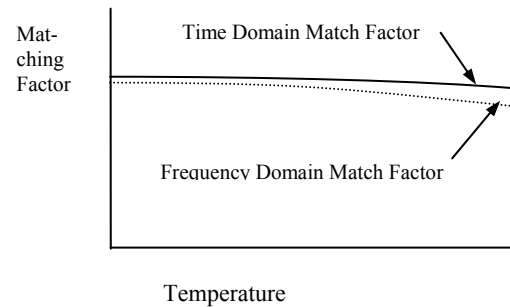 Mat-
ching
Factor
Time Domain Match Factor
Frequency Domain Match Factor
Temperature